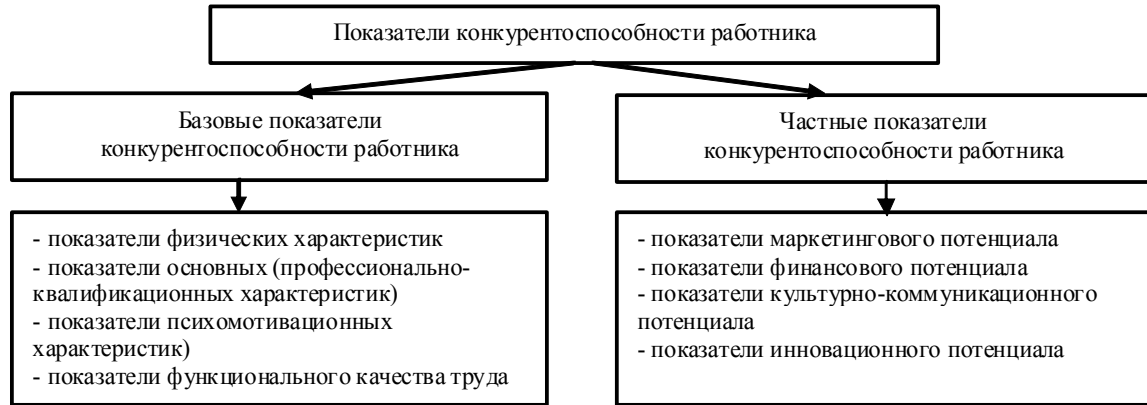 Показатели конкурентоспособности работника
Базовые показатели
конкурентоспособности работника
Частные показатели
конкурентоспособности работника
- показатели физических характеристик
- показатели основных (профессионально-
квалификационных характеристик)
- показатели психомотивационных
характеристик)
- показатели функционального качества труда
- показатели маркетингового потенциала
- показатели финансового потенциала
- показатели культурно-коммуникационного
потенциала
- показатели инновационного потенциала